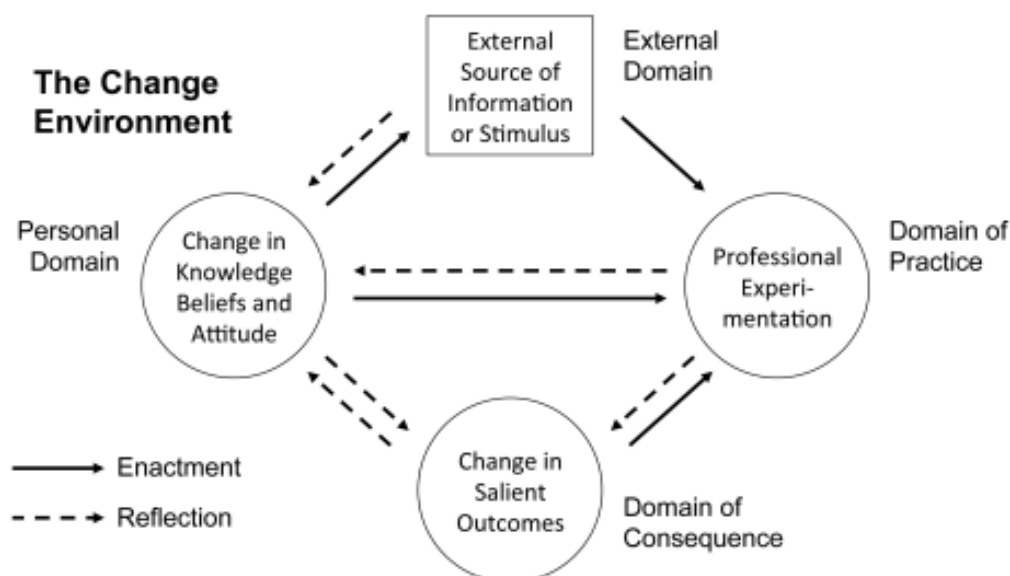 The Change
Environment
External
Source of
Information
or Stimulus
External
Domain
Personal
Domain
Change in
Knowledge
Beliefs and
Attitude
Professional
Experi-
mentation
Domain of
Practice
Change in
Salient
Outcomes
Domain of
Consequence
Enactment
Reflection